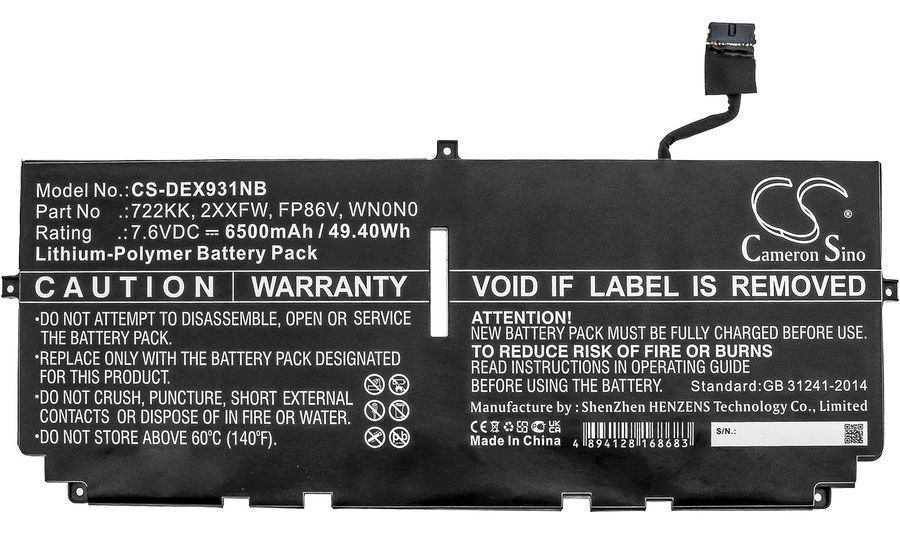 Model No.:CS-DEX931NB
Part No .:722KK, 2XXFW, FP86V, WN0N0
Rating .:7.6VDC ⎓ 6500mAh / 49.40Wh
Lithium-Polymer Battery Pack
CS
Cameron Sino
CAUTION WARRANTY VOID IF LABEL IS REMOVED
·DO NOT ATTEMPT TO DISASSEMBLE, OPEN OR SERVICE
THE BATTERY PACK.
·REPLACE ONLY WITH THE BATTERY PACK DESIGNATED
FOR THIS PRODUCT.
·DO NOT CRUSH, PUNCTURE, SHORT EXTERNAL
CONTACTS OR DISPOSE OF IN FIRE OR WATER.
·DO NOT STORE ABOVE 60°C (140°F).
ATTENTION!
NEW BATTERY PACK MUST BE FULLY CHARGED BEFORE USE.
TO REDUCE RISK OF FIRE OR BURNS
FOLLOW INSTRUCTIONS IN OPERATING GUIDE
BEFORE USING THE BATTERY. Standard:GB 31241-2014
Manufacture by : ShenZhen HENZENS Technology Co., Limited
CE
Made In China
4 894128 168683
S/N.: